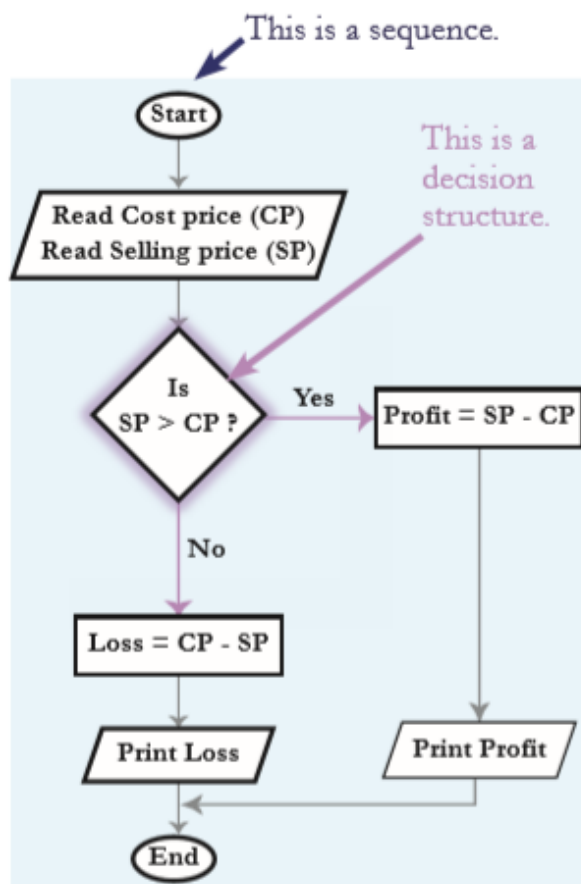 This is a sequence.
Start
This is a
decision
structure.
Read Cost price (CP)
Read Selling price (SP)
Is
SP > CP ?
Yes
Profit = SP - CP
No
Loss = CP - SP
Print Loss
Print Profit
End